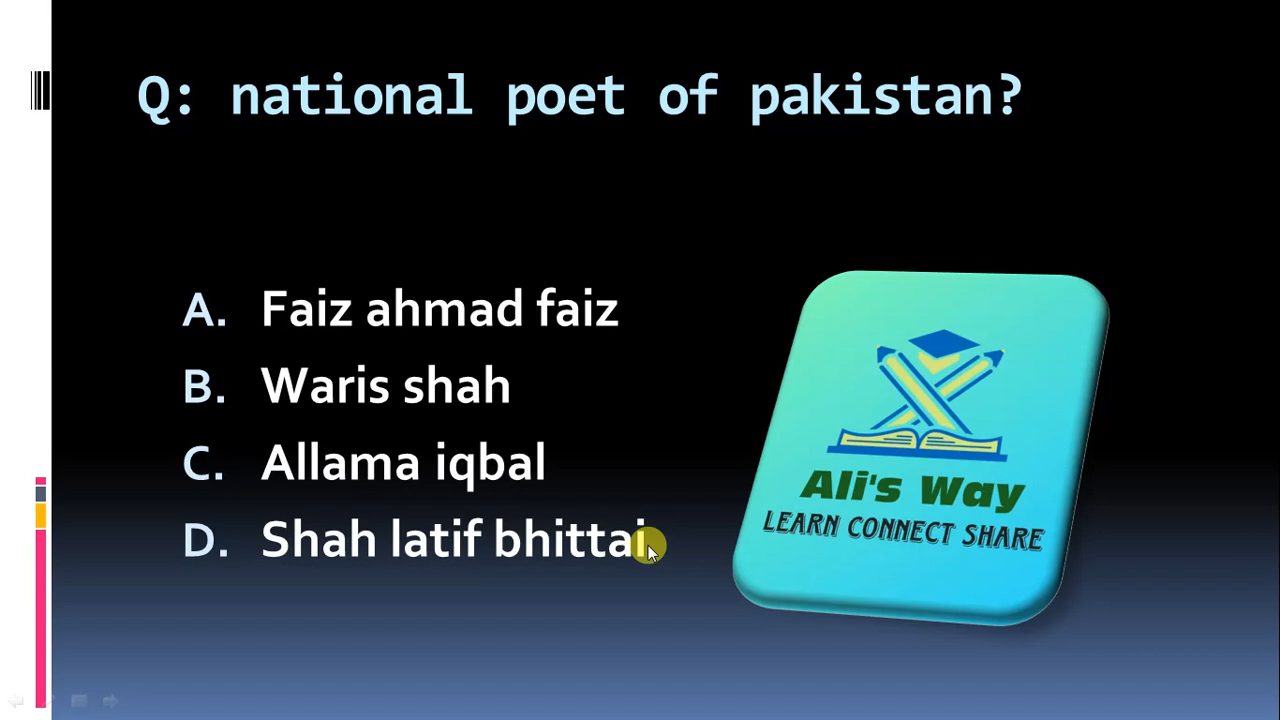 Q: national poet of pakistan?
A. Faiz ahmad faiz
B. Waris shah
C. Allama iqbal
D. Shah latif bhittai
Ali's Way
LEARN CONNECT SHARE